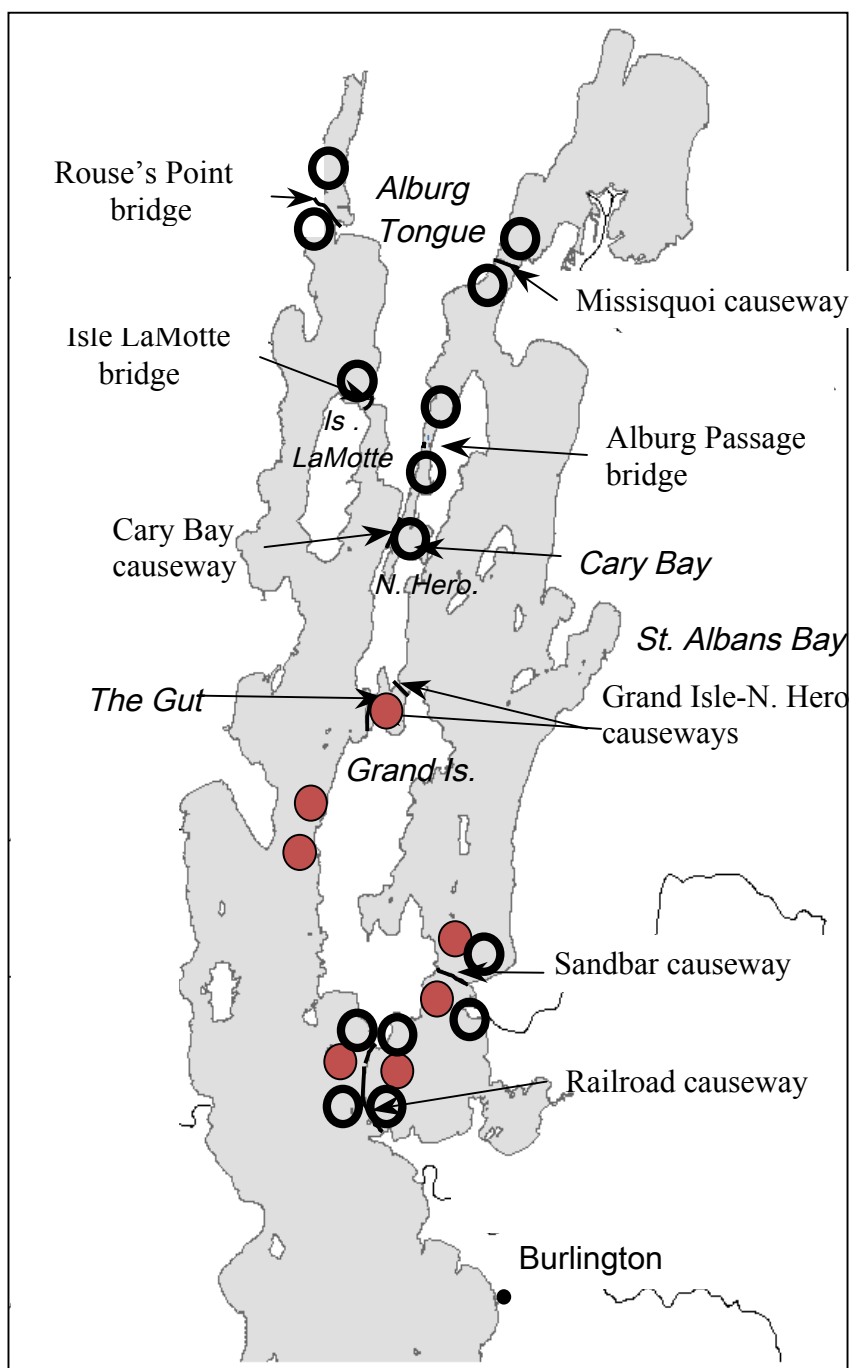 Rouse's Point
bridge
Alburg
Tongue
Missisquoi causeway
Isle LaMotte
bridge
Is .
LaMotte
Alburg Passage
bridge
Cary Bay
causeway
Cary Bay
N. Hero.
St. Albans Bay
The Gut
Grand Isle-N. Hero
causeways
Grand Is.
Sandbar causeway
Railroad causeway
Burlington